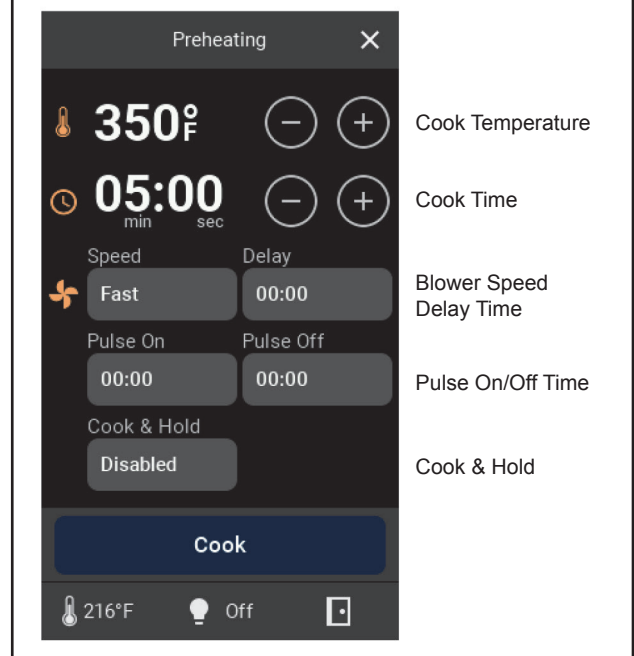 Preheating
350°F
Cook Temperature
05:00
min sec
Cook Time
Speed Delay
Fast 00:00
Blower Speed
Delay Time
Pulse On Pulse Off
00:00 00:00
Pulse On/Off Time
Cook & Hold
Disabled
Cook & Hold
Cook
216°F Off